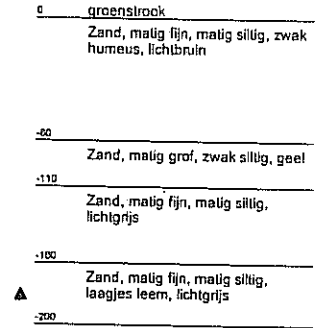 0 groenstrook
Zand, matig fijn, matig siltig, zwak
humeus, lichtbruin
-60
Zand, matig grof, zwak siltig, geel
-110
Zand, matig fijn, matig siltig,
lichtgrijs
-160
Zand, matig fijn, matig siltig,
laagjes leem, lichtgrijs
-200